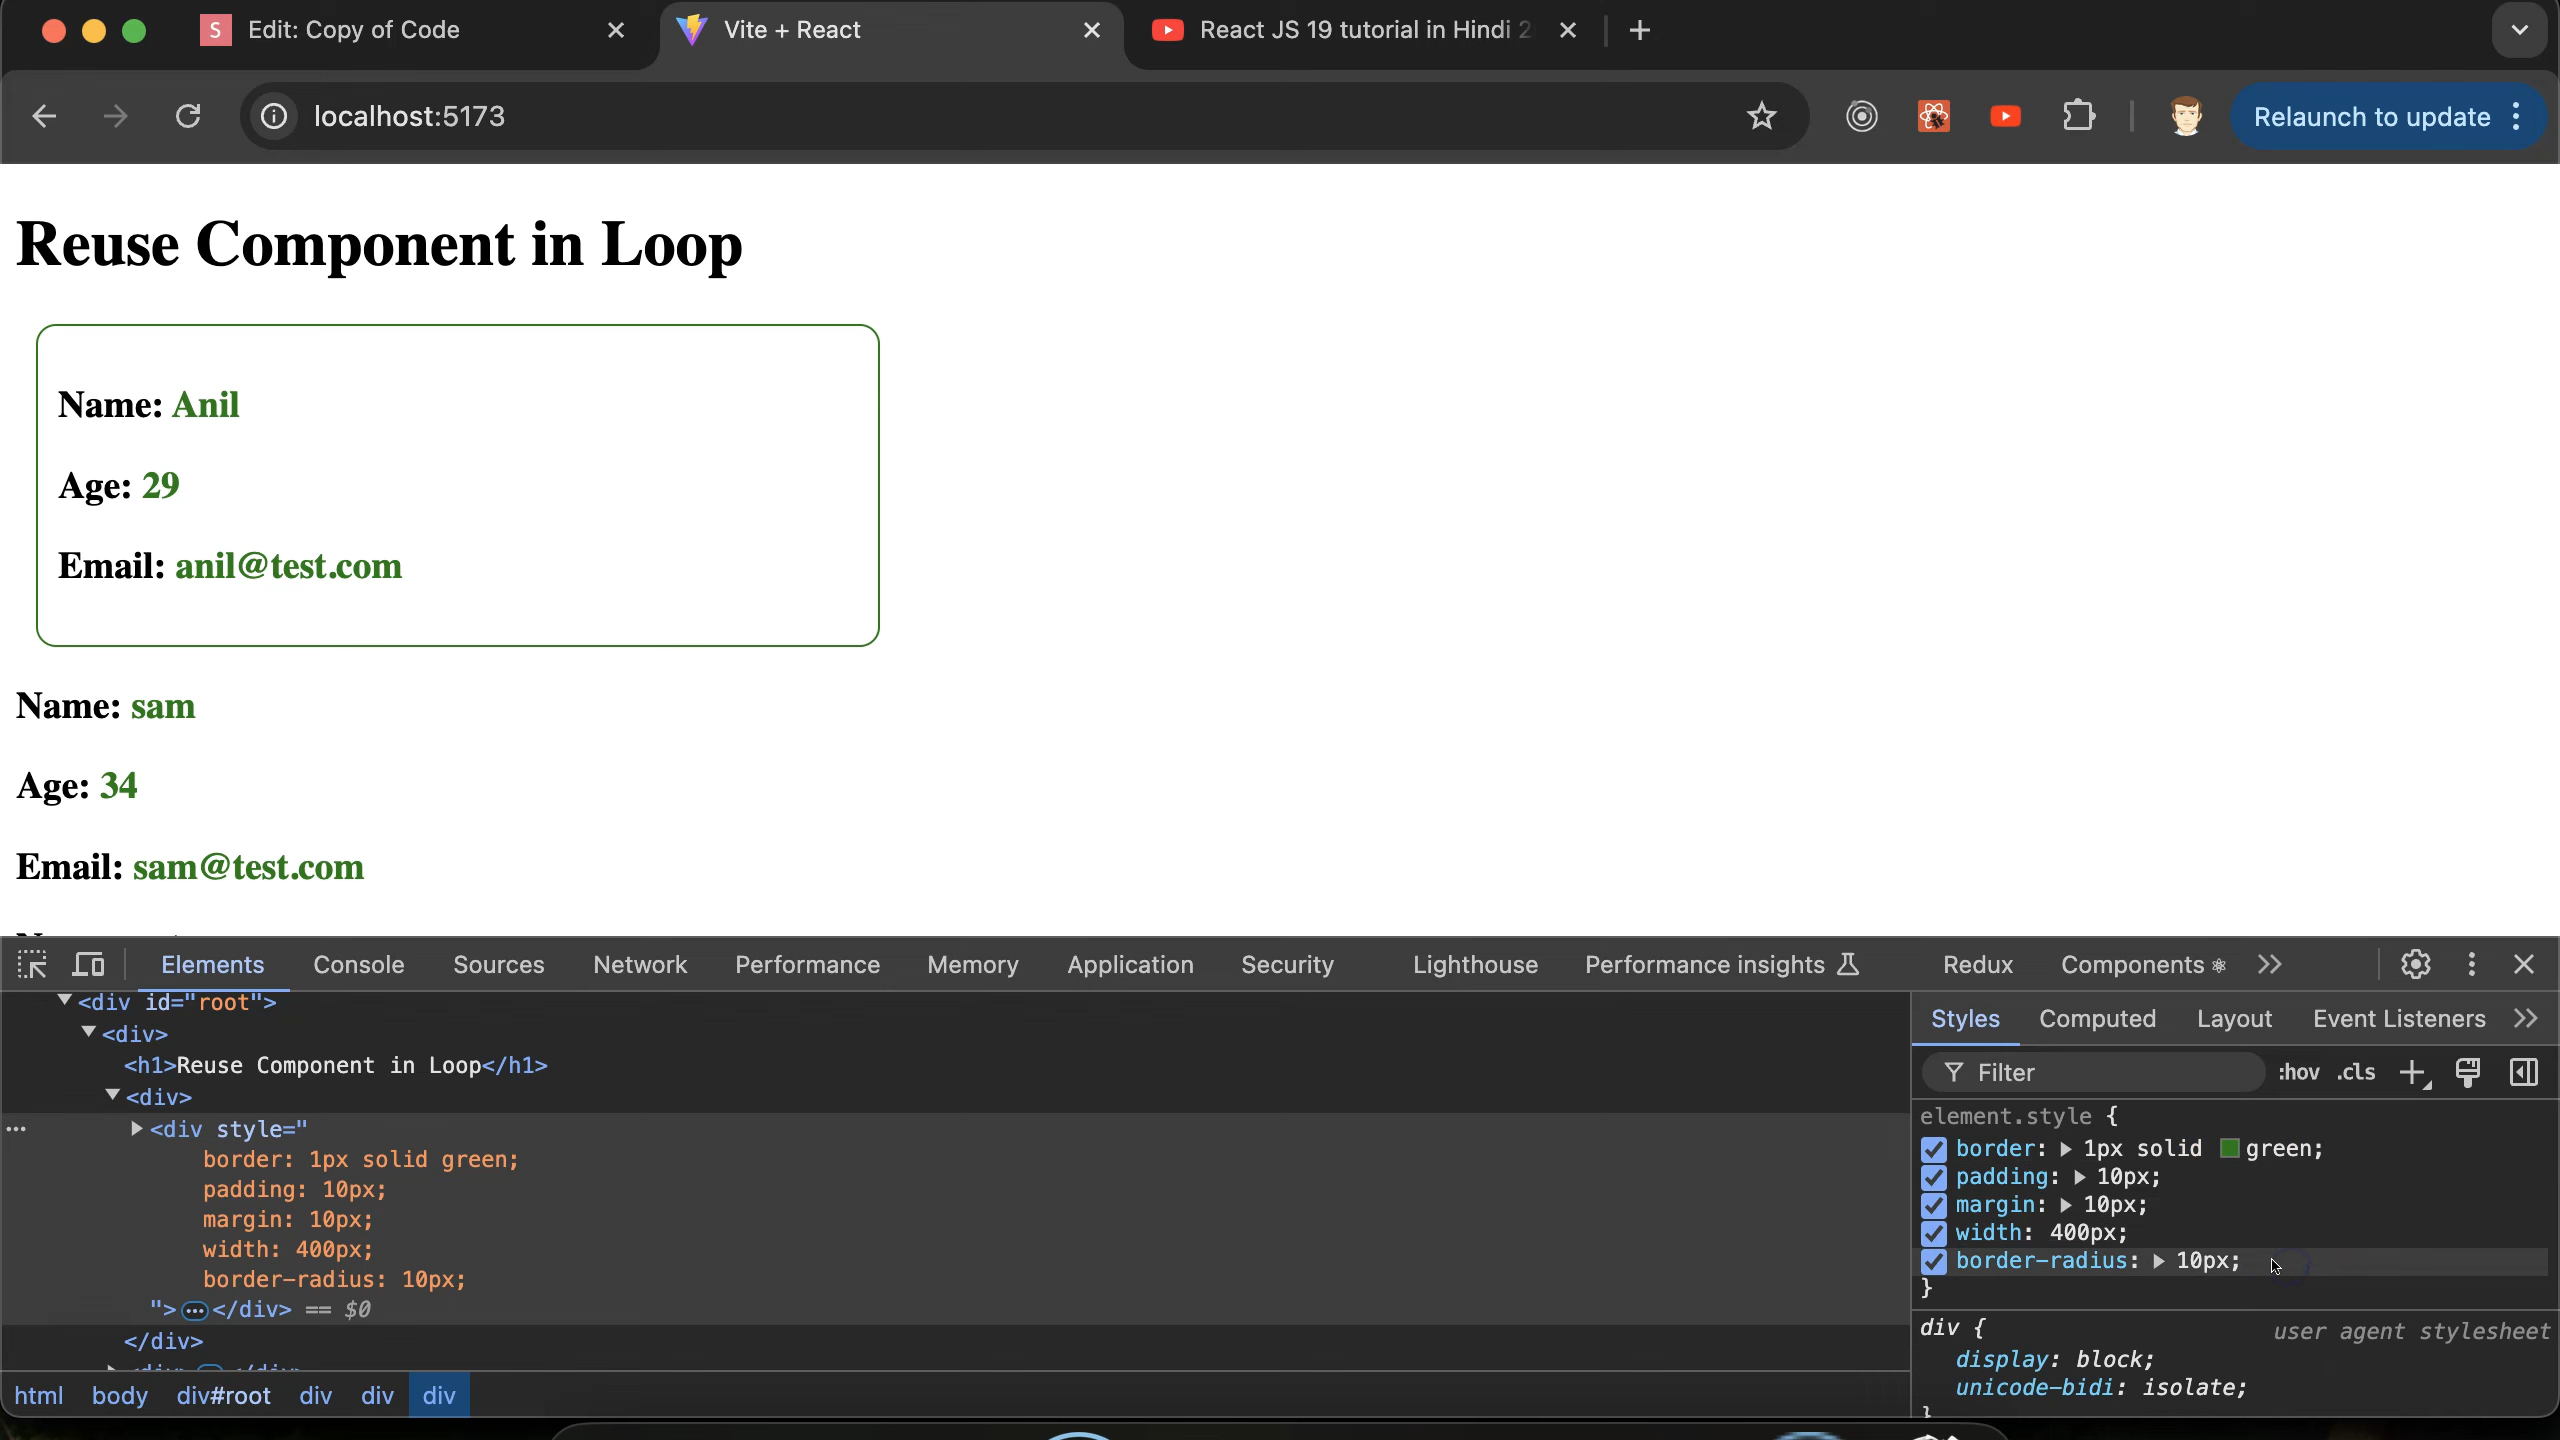 S Edit: Copy of Code
Vite + React
React JS 19 tutorial in Hindi 2
localhost:5173
Relaunch to update
Reuse Component in Loop
Name: Anil
Age: 29
Email: anil@test.com
Name: sam
Age: 34
Email: sam@test.com
Elements Console Sources Network Performance Memory Application Security Lighthouse Performance insights Redux Components
<div id="root">
<div>
<h1>Reuse Component in Loop</h1>
<div>
<div style="
border: 1px solid green;
padding: 10px;
margin: 10px;
width: 400px;
border-radius: 10px;
">…</div> == $0
</div>
html body div#root div div div
Styles Computed Layout Event Listeners
Filter :hov .cls
element.style {
border: 1px solid green;
padding: 10px;
margin: 10px;
width: 400px;
border-radius: 10px;
}
div { user agent stylesheet
display: block;
unicode-bidi: isolate;
}